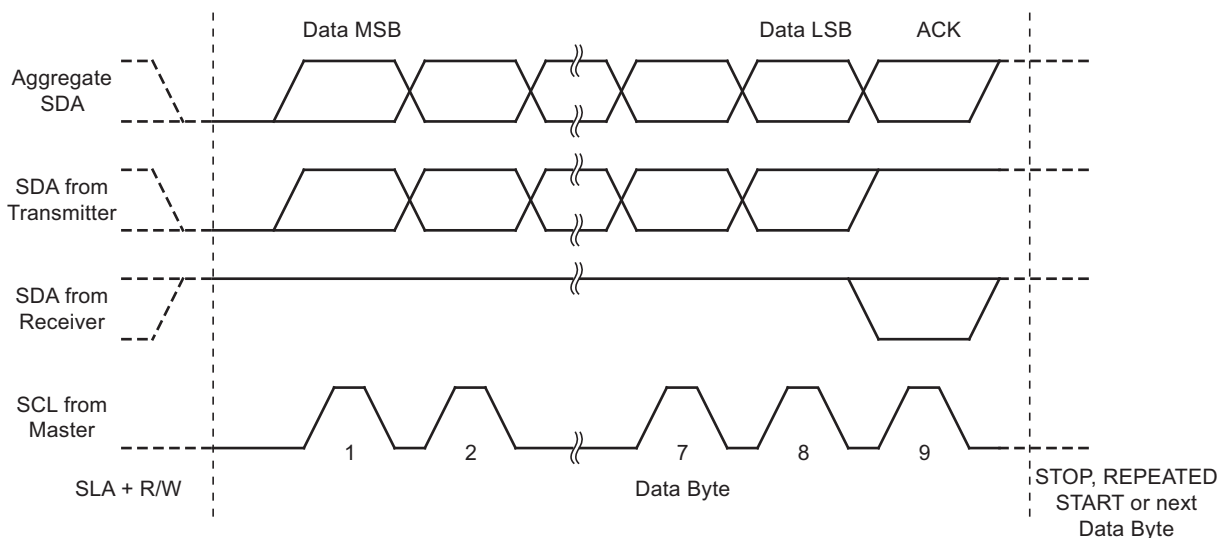 Data MSB
Data LSB
ACK
Aggregate
SDA
SDA from
Transmitter
SDA from
Receiver
SCL from
Master
1
2
7
8
9
SLA + R/W
Data Byte
STOP, REPEATED
START or next
Data Byte